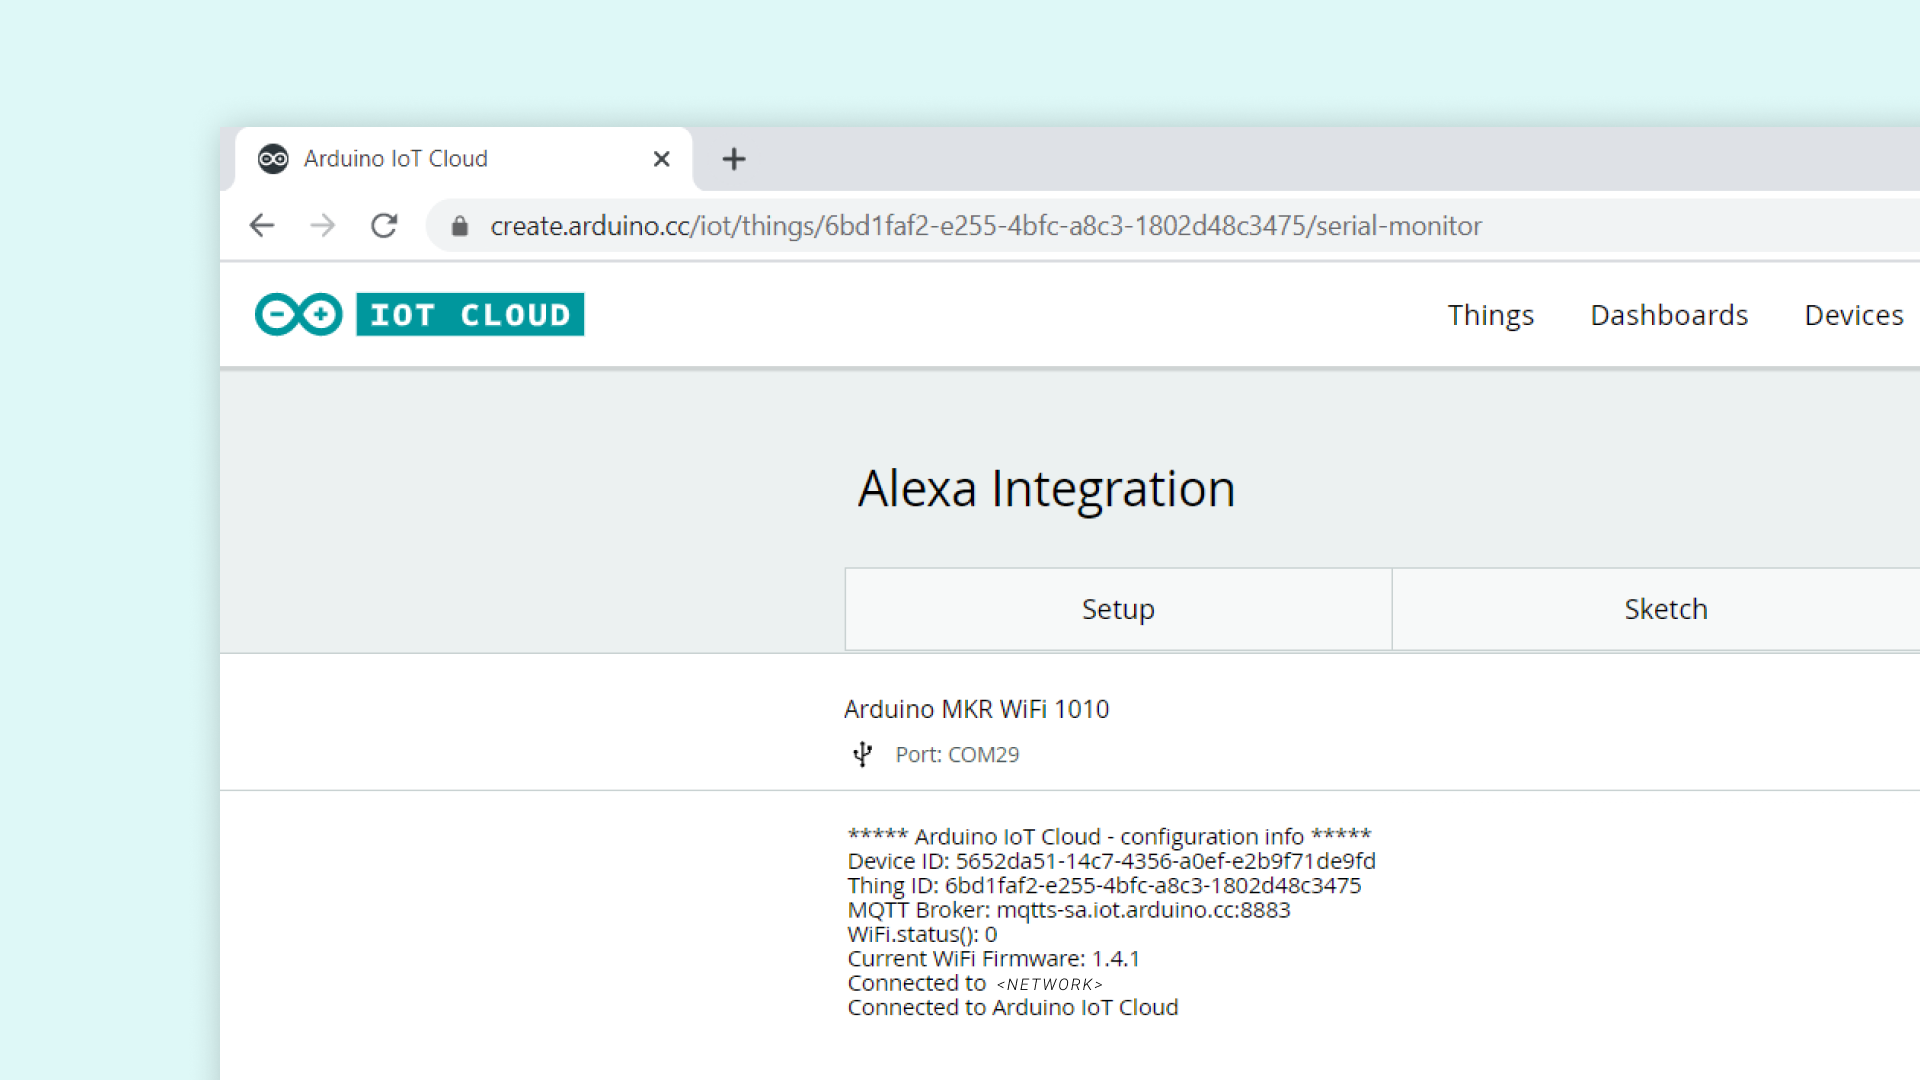 Arduino IoT Cloud
create.arduino.cc/iot/things/6bd1faf2-e255-4bfc-a8c3-1802d48c3475/serial-monitor
IOT CLOUD
Things Dashboards Devices
Alexa Integration
Setup Sketch
Arduino MKR WiFi 1010
Port: COM29
***** Arduino IoT Cloud - configuration info *****
Device ID: 5652da51-14c7-4356-a0ef-e2b9f71de9fd
Thing ID: 6bd1faf2-e255-4bfc-a8c3-1802d48c3475
MQTT Broker: mqtts-sa.iot.arduino.cc:8883
WiFi.status(): 0
Current WiFi Firmware: 1.4.1
Connected to <NETWORK>
Connected to Arduino IoT Cloud